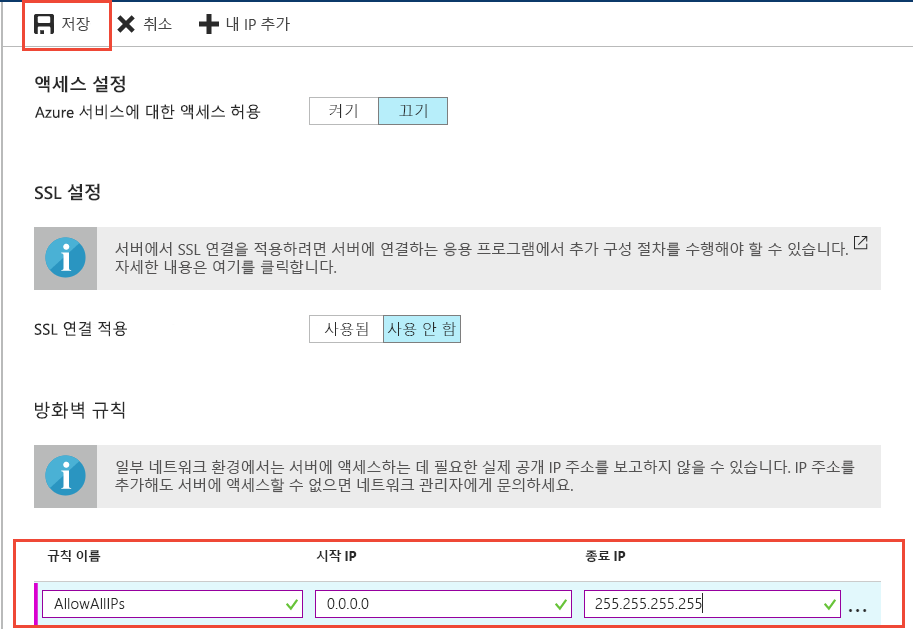 저장 취소 내 IP 추가
액세스 설정
Azure 서비스에 대한 액세스 허용 켜기 끄기
SSL 설정
서버에서 SSL 연결을 적용하려면 서버에 연결하는 응용 프로그램에서 추가 구성 절차를 수행해야 할 수 있습니다.
자세한 내용은 여기를 클릭합니다.
SSL 연결 적용 사용됨 사용 안 함
방화벽 규칙
일부 네트워크 환경에서는 서버에 액세스하는 데 필요한 실제 공개 IP 주소를 보고하지 않을 수 있습니다. IP 주소를
추가해도 서버에 액세스할 수 없으면 네트워크 관리자에게 문의하세요.
규칙 이름 시작 IP 종료 IP
AllowAllIPs 0.0.0.0 255.255.255.255 ...